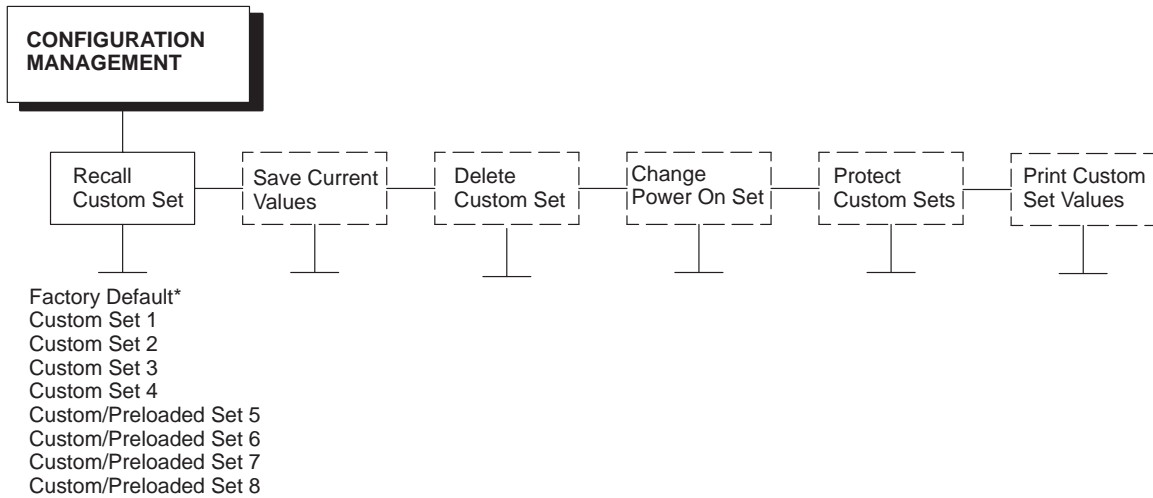 CONFIGURATION
MANAGEMENT
Recall
Custom Set
Save Current
Values
Delete
Custom Set
Change
Power On Set
Protect
Custom Sets
Print Custom
Set Values
Factory Default*
Custom Set 1
Custom Set 2
Custom Set 3
Custom Set 4
Custom/Preloaded Set 5
Custom/Preloaded Set 6
Custom/Preloaded Set 7
Custom/Preloaded Set 8